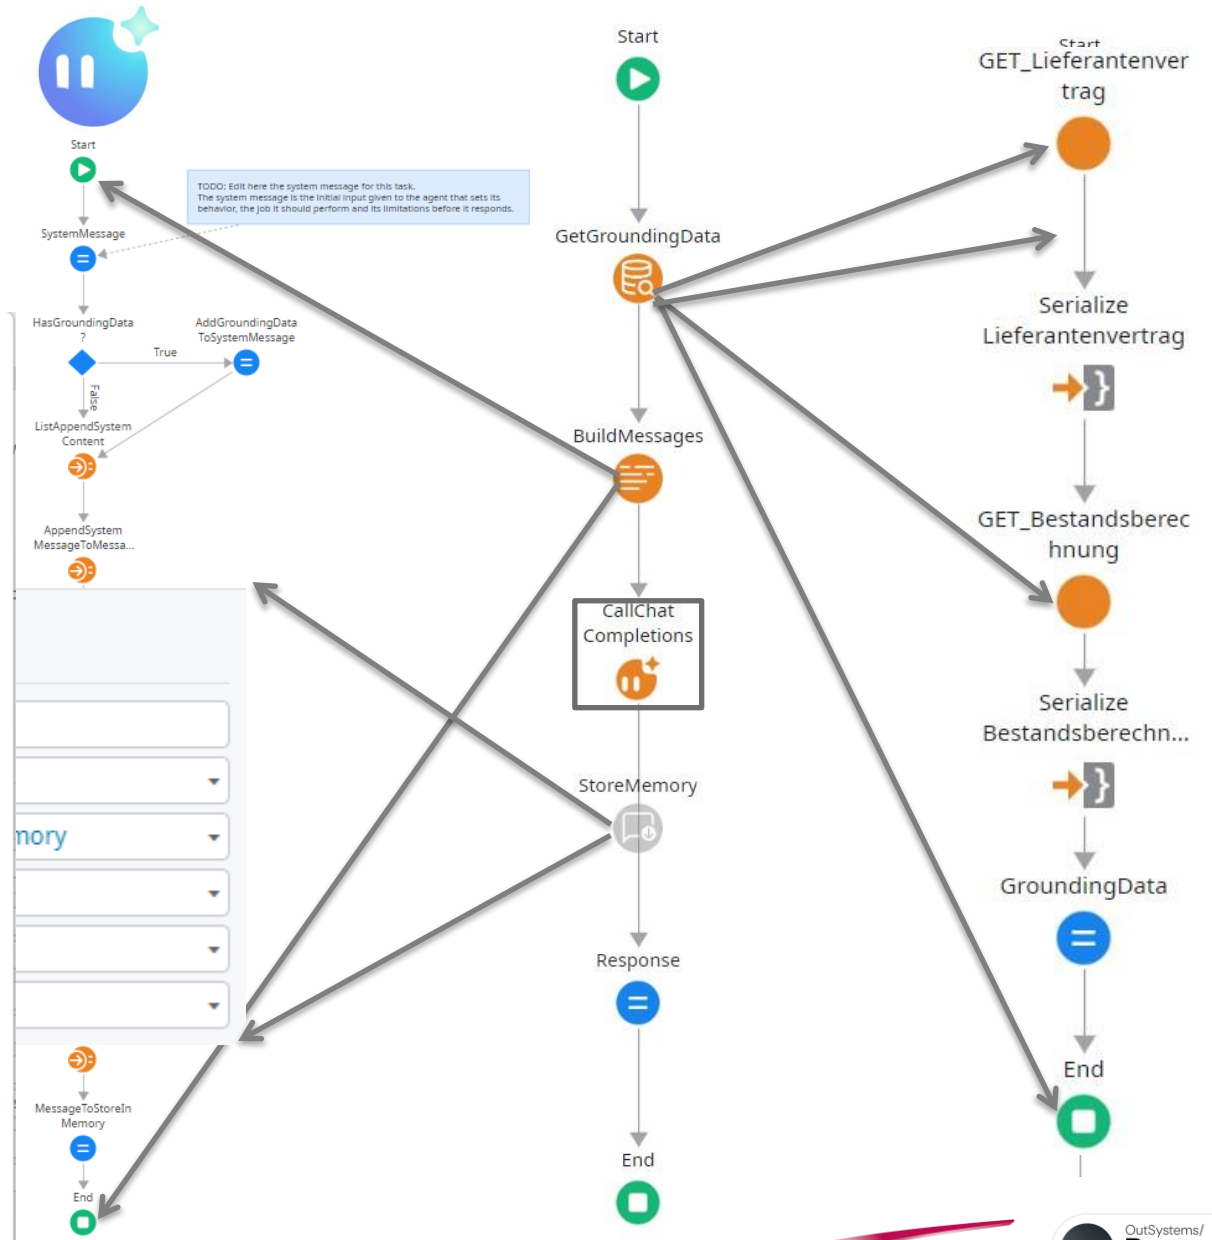 Start
TODO: Edit here the system message for this task.
The system message is the initial input given to the agent that sets its
behavior, the job it should perform and its limitations before it responds.
SystemMessage
HasGroundingData
?
AddGroundingData
ToSystemMessage
True
False
ListAppendSystem
Content
AppendSystem
MessageToMessa...
mory
MessageToStoreIn
Memory
End
Start
GetGroundingData
BuildMessages
CallChat
Completions
StoreMemory
Response
End
Start
GET_Lieferantenver
trag
Serialize
Lieferantenvertrag
GET_Bestandsberec
hnung
Serialize
Bestandsberechn...
GroundingData
End
OutSystems/